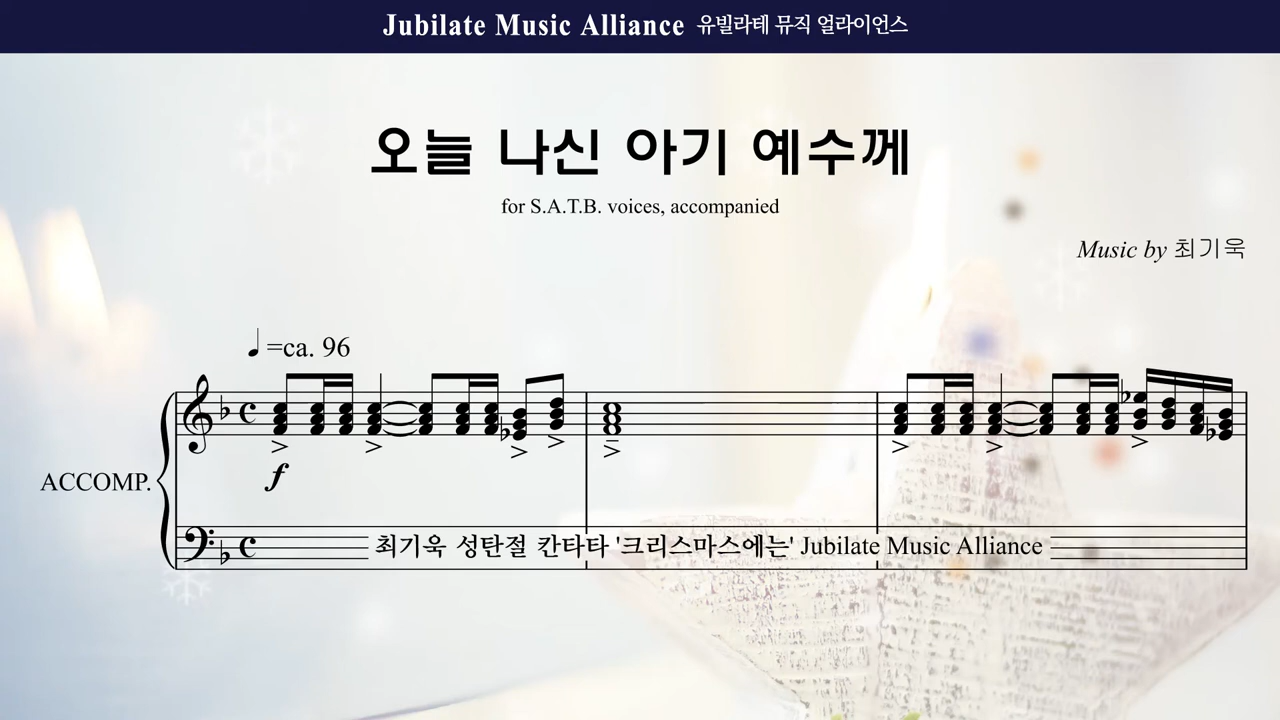 Jubilate Music Alliance 유빌라테 뮤직 얼라이언스
오늘 나신 아기 예수께
for S.A.T.B. voices, accompanied
Music by 최기욱
♩=ca. 96
f
ACCOMP.
최기욱 성탄절 칸타타 '크리스마스에는' Jubilate Music Alliance